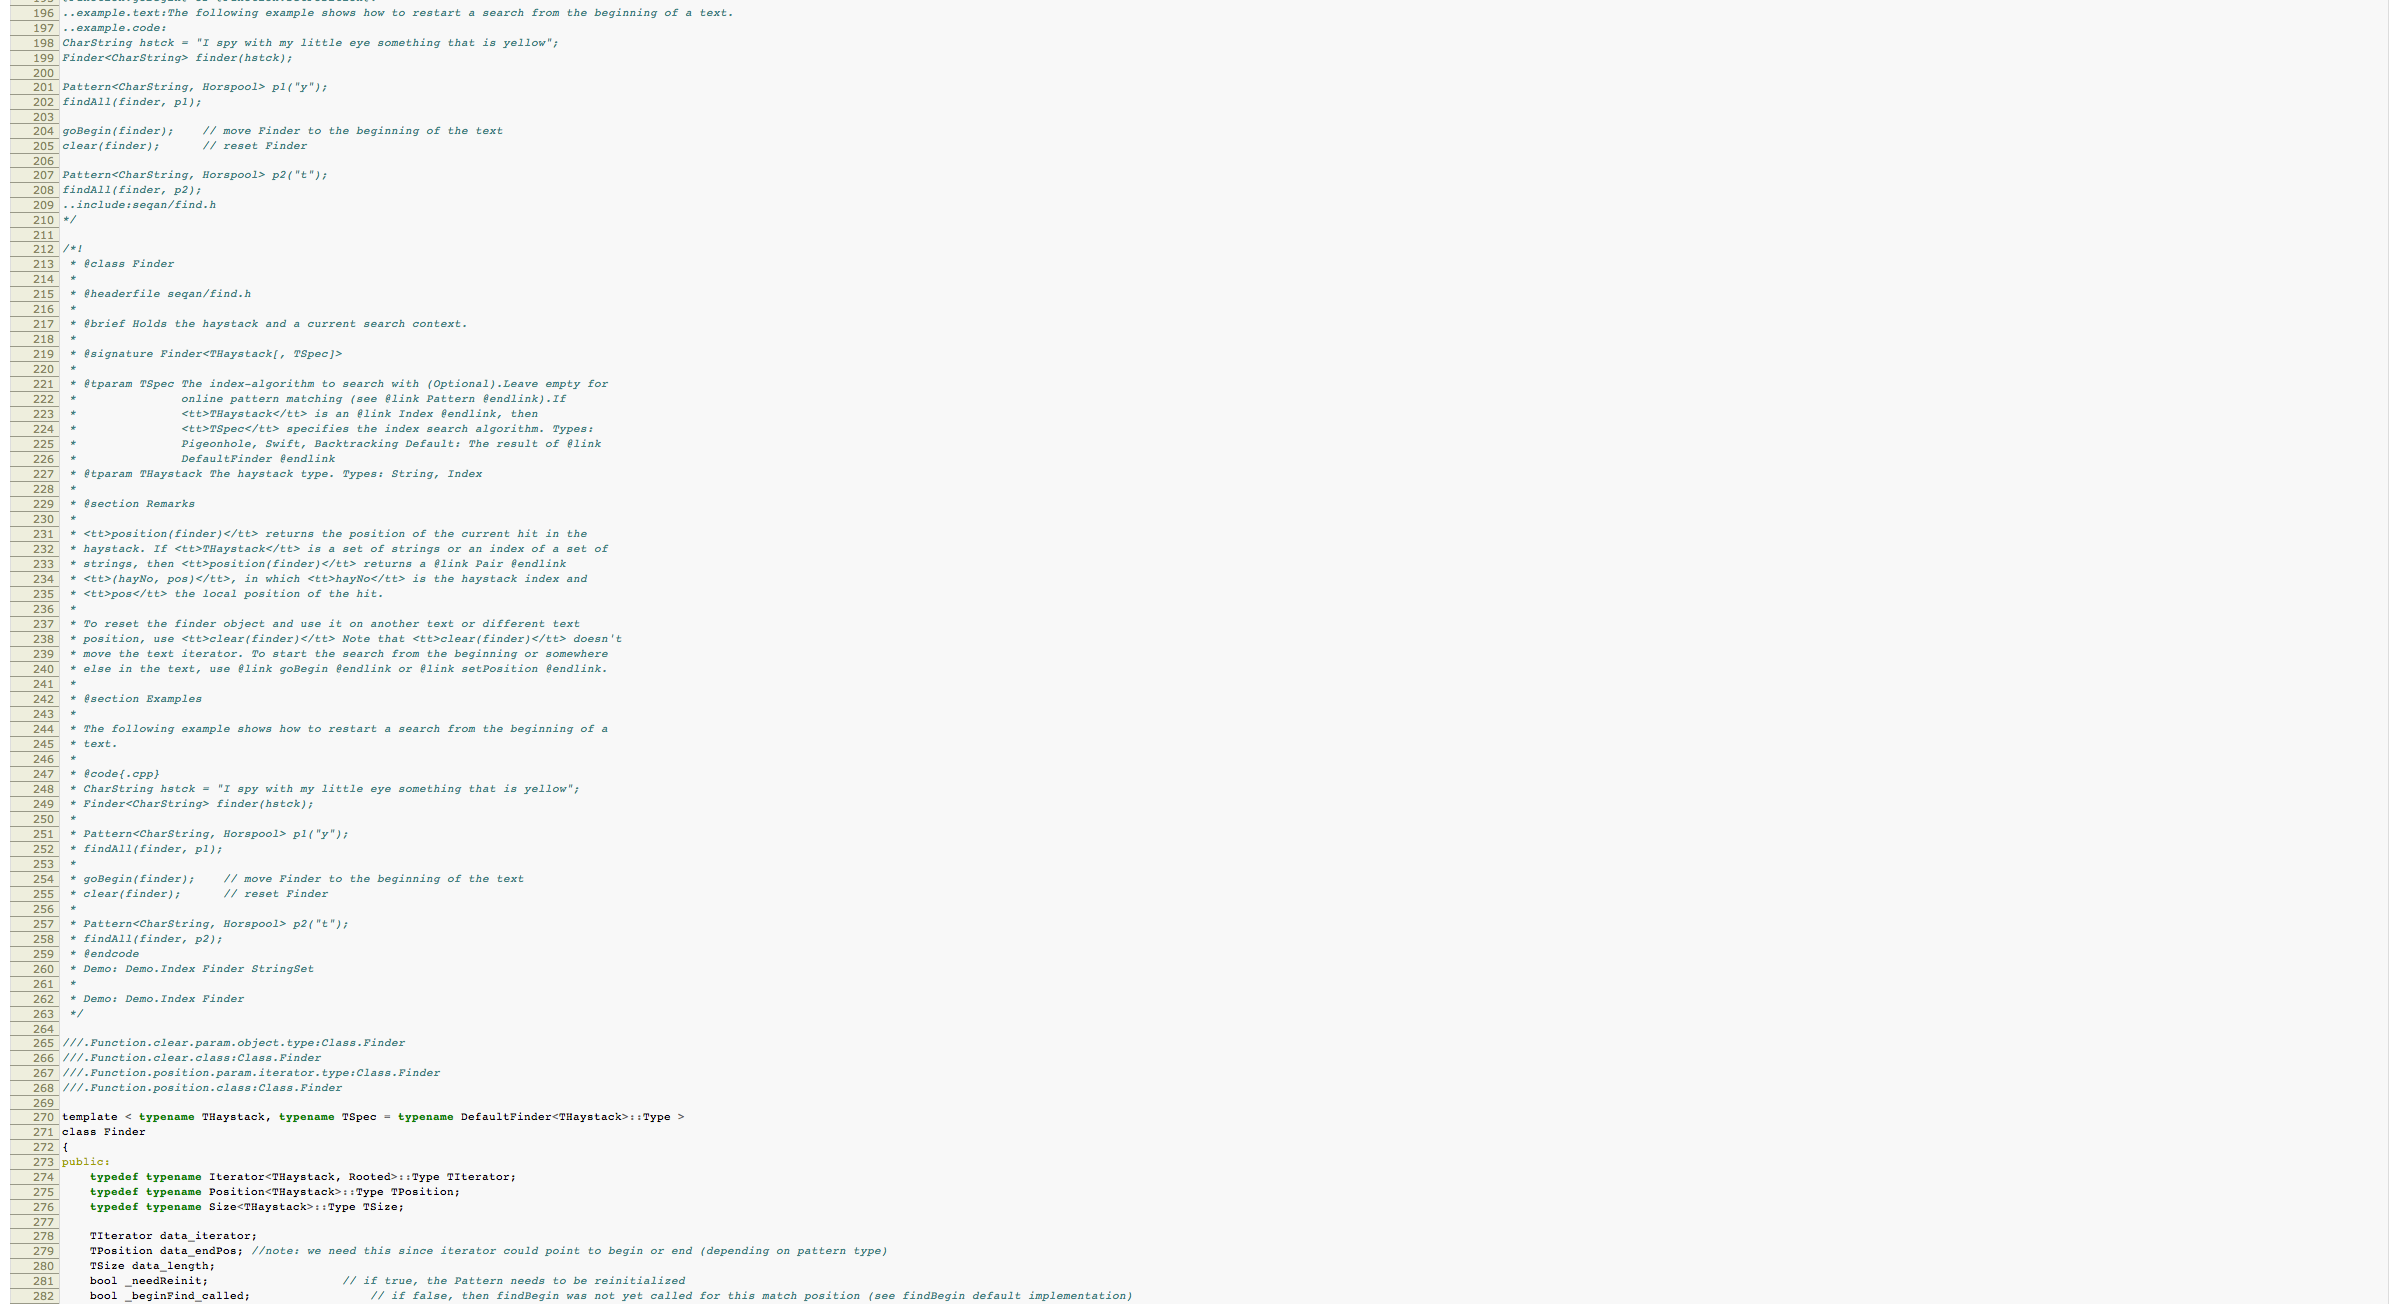 196 ..example.text:The following example shows how to restart a search from the beginning of a text.
197 ..example.code:
198 CharString hstck = "I spy with my little eye something that is yellow";
199 Finder<CharString> finder(hstck);
200
201 Pattern<CharString, Horspool> p1("y");
202 findAll(finder, p1);
203
204 goBegin(finder);    // move Finder to the beginning of the text
205 clear(finder);      // reset Finder
206
207 Pattern<CharString, Horspool> p2("t");
208 findAll(finder, p2);
209 ..include:seqan/find.h
210 */
211
212 /*!
213  * @class Finder
214  *
215  * @headerfile seqan/find.h
216  *
217  * @brief Holds the haystack and a current search context.
218  *
219  * @signature Finder<THaystack[, TSpec]>
220  *
221  * @tparam TSpec The index-algorithm to search with (Optional).Leave empty for
222  *               online pattern matching (see @link Pattern @endlink).If
223  *               <tt>THaystack</tt> is an @link Index @endlink, then
224  *               <tt>TSpec</tt> specifies the index search algorithm. Types:
225  *               Pigeonhole, Swift, Backtracking Default: The result of @link
226  *               DefaultFinder @endlink
227  * @tparam THaystack The haystack type. Types: String, Index
228  *
229  * @section Remarks
230  *
231  * <tt>position(finder)</tt> returns the position of the current hit in the
232  * haystack. If <tt>THaystack</tt> is a set of strings or an index of a set of
233  * strings, then <tt>position(finder)</tt> returns a @link Pair @endlink
234  * <tt>(hayNo, pos)</tt>, in which <tt>hayNo</tt> is the haystack index and
235  * <tt>pos</tt> the local position of the hit.
236  *
237  * To reset the finder object and use it on another text or different text
238  * position, use <tt>clear(finder)</tt> Note that <tt>clear(finder)</tt> doesn't
239  * move the text iterator. To start the search from the beginning or somewhere
240  * else in the text, use @link goBegin @endlink or @link setPosition @endlink.
241  *
242  * @section Examples
243  *
244  * The following example shows how to restart a search from the beginning of a
245  * text.
246  *
247  * @code{.cpp}
248  * CharString hstck = "I spy with my little eye something that is yellow";
249  * Finder<CharString> finder(hstck);
250  *
251  * Pattern<CharString, Horspool> p1("y");
252  * findAll(finder, p1);
253  *
254  * goBegin(finder);    // move Finder to the beginning of the text
255  * clear(finder);      // reset Finder
256  *
257  * Pattern<CharString, Horspool> p2("t");
258  * findAll(finder, p2);
259  * @endcode
260  * Demo: Demo.Index Finder StringSet
261  *
262  * Demo: Demo.Index Finder
263  */
264
265 ///.Function.clear.param.object.type:Class.Finder
266 ///.Function.clear.class:Class.Finder
267 ///.Function.position.param.iterator.type:Class.Finder
268 ///.Function.position.class:Class.Finder
269
270 template < typename THaystack, typename TSpec = typename DefaultFinder<THaystack>::Type >
271 class Finder
272 {
273 public:
274     typedef typename Iterator<THaystack, Rooted>::Type TIterator;
275     typedef typename Position<THaystack>::Type TPosition;
276     typedef typename Size<THaystack>::Type TSize;
277
278     TIterator data_iterator;
279     TPosition data_endPos; //note: we need this since iterator could point to begin or end (depending on pattern type)
280     TSize data_length;
281     bool _needReinit;                   // if true, the Pattern needs to be reinitialized
282     bool _beginFind_called;                 // if false, then findBegin was not yet called for this match position (see findBegin default implementation)